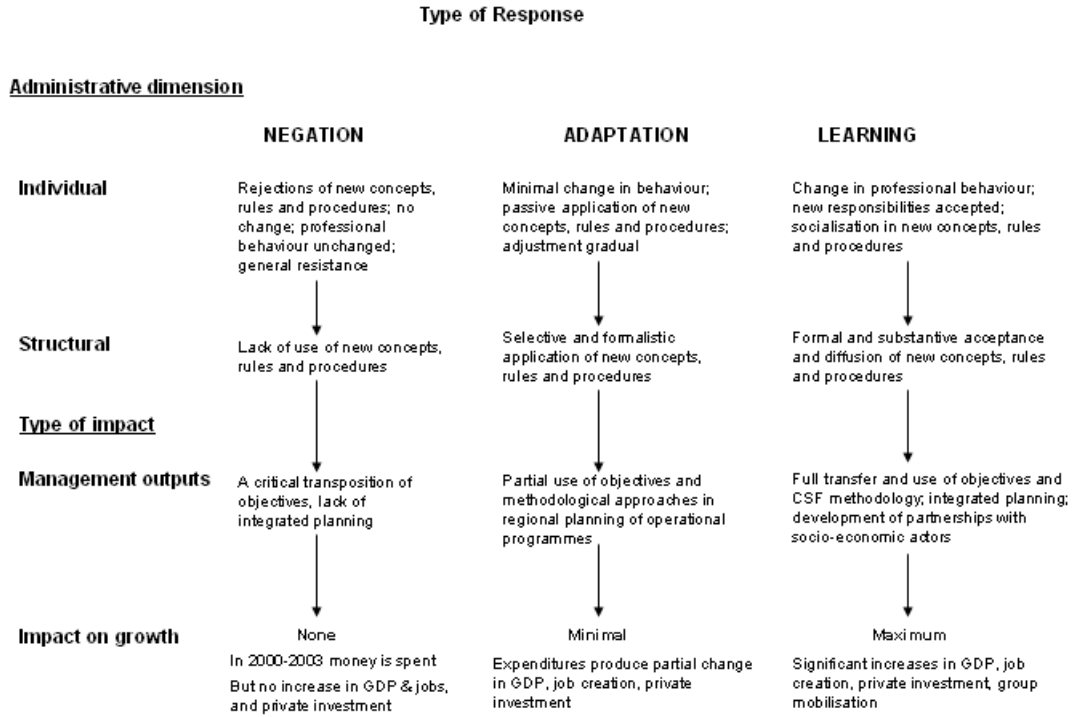 Type of Response
Administrative dimension
NEGATION ADAPTATION LEARNING
Individual
Rejections of new concepts,
rules and procedures; no
change; professional
behaviour unchanged;
general resistance
Minimal change in behaviour;
passive application of new
concepts, rules and procedures;
adjustment gradual
Change in professional behaviour;
new responsibilities accepted;
socialisation in new concepts, rules
and procedures
Structural
Lack of use of new concepts,
rules and procedures
Selective and formalistic
application of new concepts,
rules and procedures
Formal and substantive acceptance
and diffusion of new concepts, rules
and procedures
Type of impact
Management outputs
A critical transposition of
objectives, lack of
integrated planning
Partial use of objectives and
methodological approaches in
regional planning of operational
programmes
Full transfer and use of objectives and
CSF methodology; integrated planning;
development of partnerships with
socio-economic actors
Impact on growth
None
In 2000-2003 money is spent
But no increase in GDP & jobs,
and private investment
Minimal
Expenditures produce partial change
in GDP, job creation, private
investment
Maximum
Significant increases in GDP, job
creation, private investment, group
mobilisation